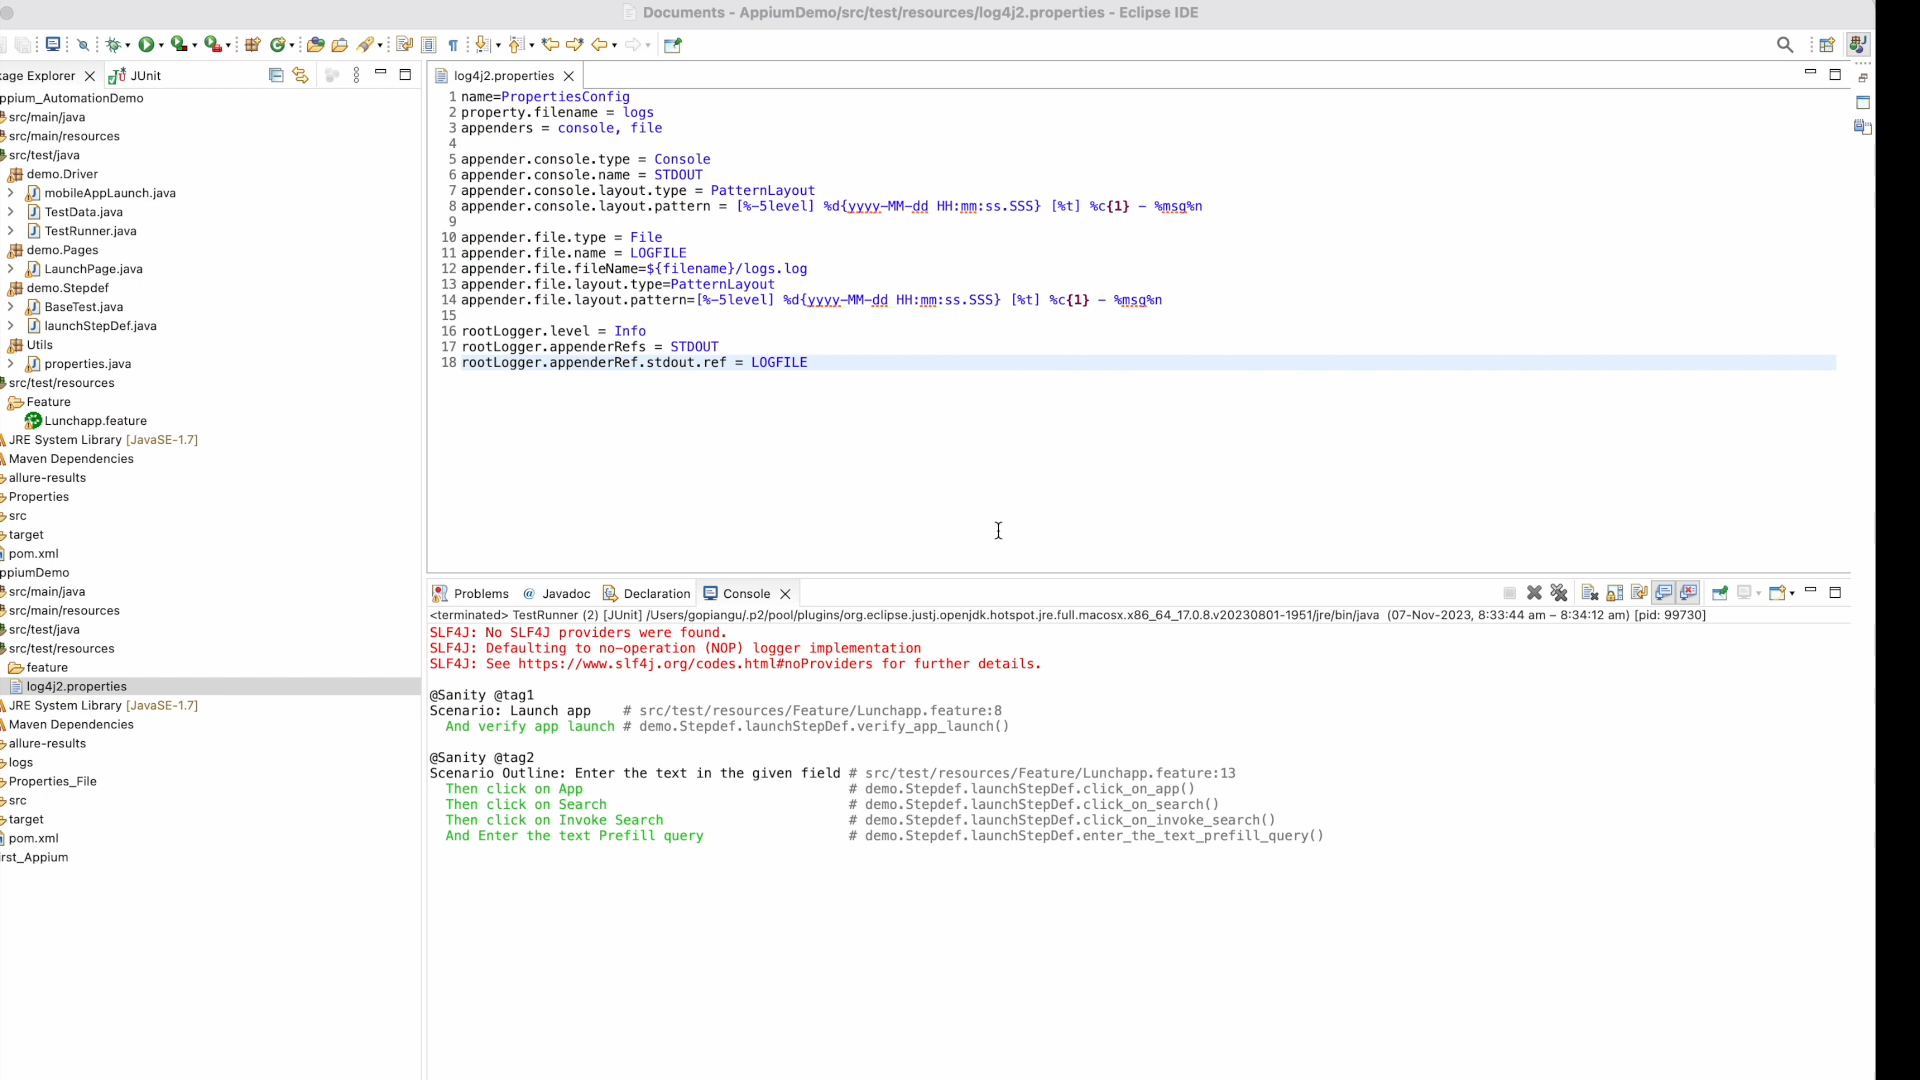 Documents - AppiumDemo/src/test/resources/log4j2.properties - Eclipse IDE
kage Explorer
JUnit
ppium_AutomationDemo
src/main/java
src/main/resources
src/test/java
demo.Driver
mobileAppLaunch.java
TestData.java
TestRunner.java
demo.Pages
LaunchPage.java
demo.Stepdef
BaseTest.java
launchStepDef.java
Utils
properties.java
src/test/resources
Feature
Lunchapp.feature
JRE System Library [JavaSE-1.7]
Maven Dependencies
allure-results
Properties
src
target
pom.xml
ppiumDemo
src/main/java
src/main/resources
src/test/java
src/test/resources
feature
log4j2.properties
JRE System Library [JavaSE-1.7]
Maven Dependencies
allure-results
logs
Properties_File
src
target
pom.xml
irst_Appium
log4j2.properties
1 name=PropertiesConfig
2 property.filename = logs
3 appenders = console, file
4
5 appender.console.type = Console
6 appender.console.name = STDOUT
7 appender.console.layout.type = PatternLayout
8 appender.console.layout.pattern = [%-5level] %d{yyyy-MM-dd HH:mm:ss.SSS} [%t] %c{1} - %msg%n
9
10 appender.file.type = File
11 appender.file.name = LOGFILE
12 appender.file.fileName=${filename}/logs.log
13 appender.file.layout.type=PatternLayout
14 appender.file.layout.pattern=[%-5level] %d{yyyy-MM-dd HH:mm:ss.SSS} [%t] %c{1} - %msg%n
15
16 rootLogger.level = Info
17 rootLogger.appenderRefs = STDOUT
18 rootLogger.appenderRef.stdout.ref = LOGFILE
Problems @ Javadoc Declaration Console
<terminated> TestRunner (2) [JUnit] /Users/gopiangu/.p2/pool/plugins/org.eclipse.justj.openjdk.hotspot.jre.full.macosx.x86_64_17.0.8.v20230801-1951/jre/bin/java (07-Nov-2023, 8:33:44 am – 8:34:12 am) [pid: 99730]
SLF4J: No SLF4J providers were found.
SLF4J: Defaulting to no-operation (NOP) logger implementation
SLF4J: See https://www.slf4j.org/codes.html#noProviders for further details.
@Sanity @tag1
Scenario: Launch app # src/test/resources/Feature/Lunchapp.feature:8
And verify app launch # demo.Stepdef.launchStepDef.verify_app_launch()
@Sanity @tag2
Scenario Outline: Enter the text in the given field # src/test/resources/Feature/Lunchapp.feature:13
Then click on App # demo.Stepdef.launchStepDef.click_on_app()
Then click on Search # demo.Stepdef.launchStepDef.click_on_search()
Then click on Invoke Search # demo.Stepdef.launchStepDef.click_on_invoke_search()
And Enter the text Prefill query # demo.Stepdef.launchStepDef.enter_the_text_prefill_query()